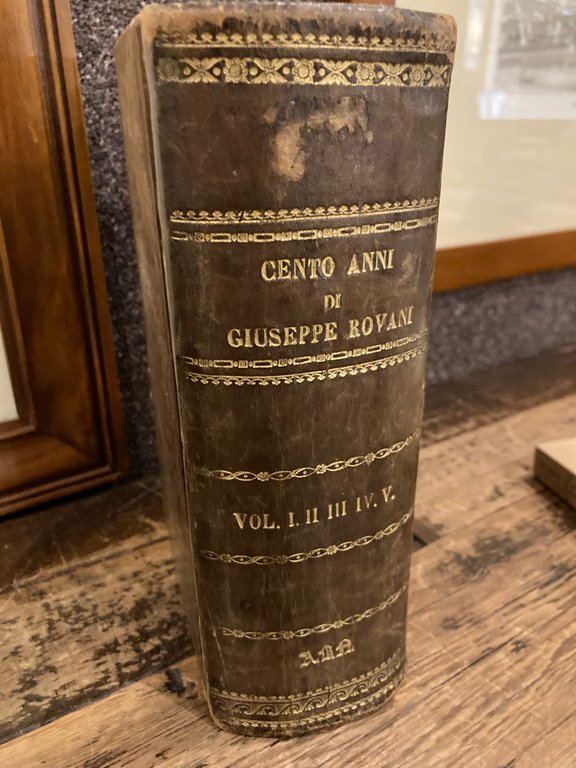 CENTO ANNI
DI
GIUSEPPE ROVANI
VOL. I. II III IV. V.
A.B.N.